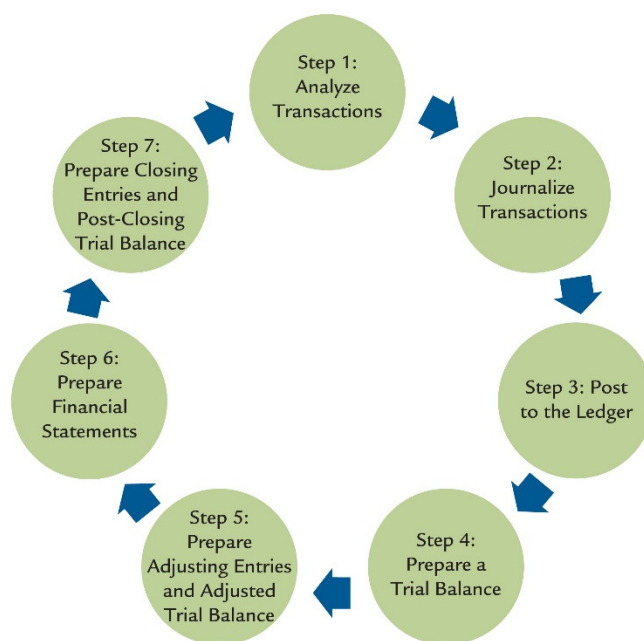 Step 1:
Analyze
Transactions
Step 2:
Journalize
Transactions
Step 3: Post
to the Ledger
Step 4:
Prepare a
Trial Balance
Step 5:
Prepare
Adjusting Entries
and Adjusted
Trial Balance
Step 6:
Prepare
Financial
Statements
Step 7:
Prepare Closing
Entries and
Post-Closing
Trial Balance